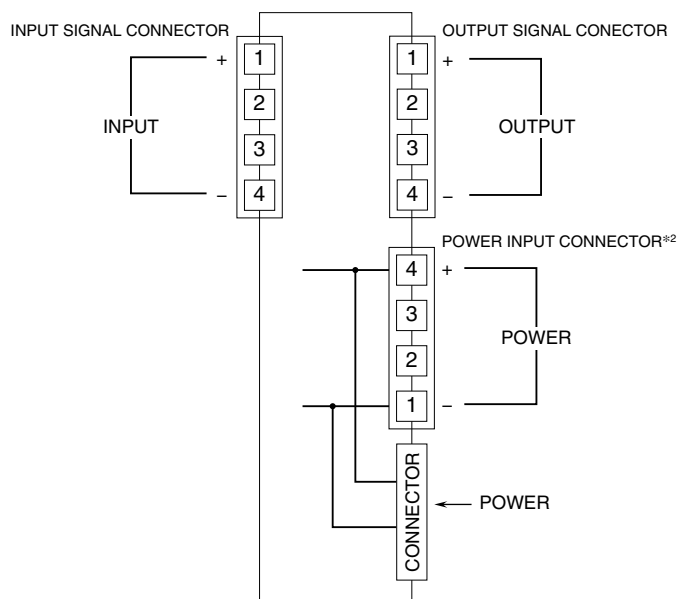 INPUT SIGNAL CONNECTOR
OUTPUT SIGNAL CONECTOR
+ 1
2
3
– 4
INPUT
1 +
2
3
4 –
OUTPUT
POWER INPUT CONNECTOR*2
4 +
3
2
1 –
POWER
CONNECTOR
POWER